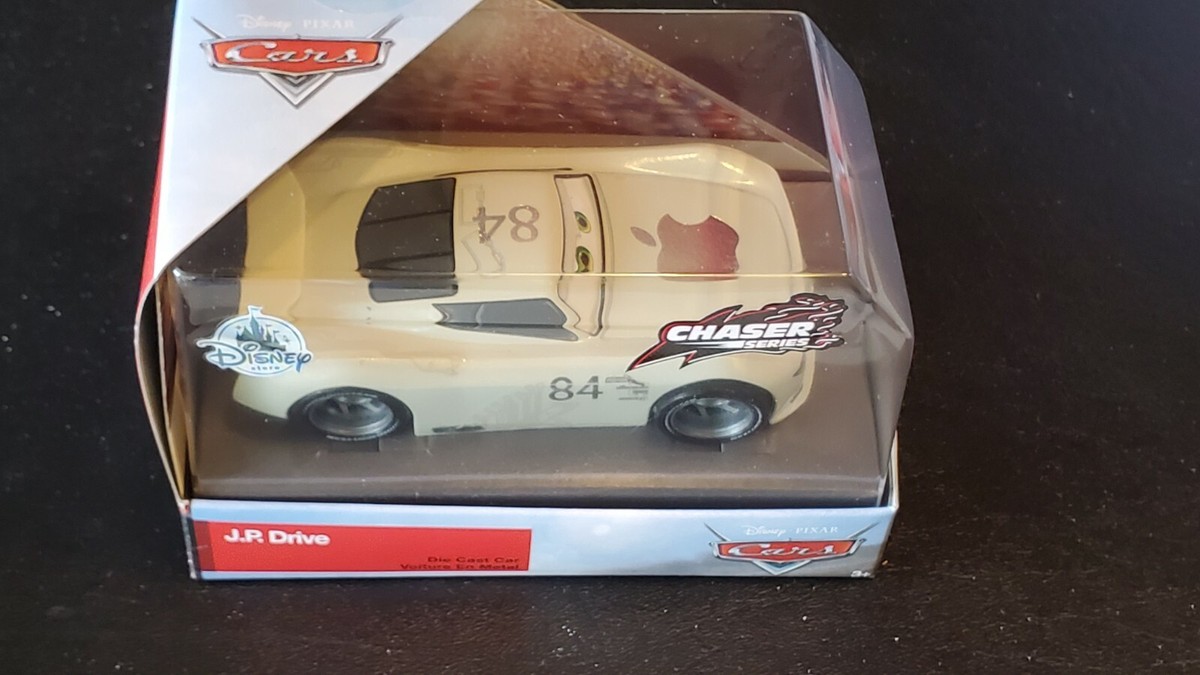 Disney PIXAR
Cars
84
CHASER
SERIES
Disney
store
84
J.P. Drive
Die Cast Car
Voiture En Metal
Disney PIXAR
Cars
3+